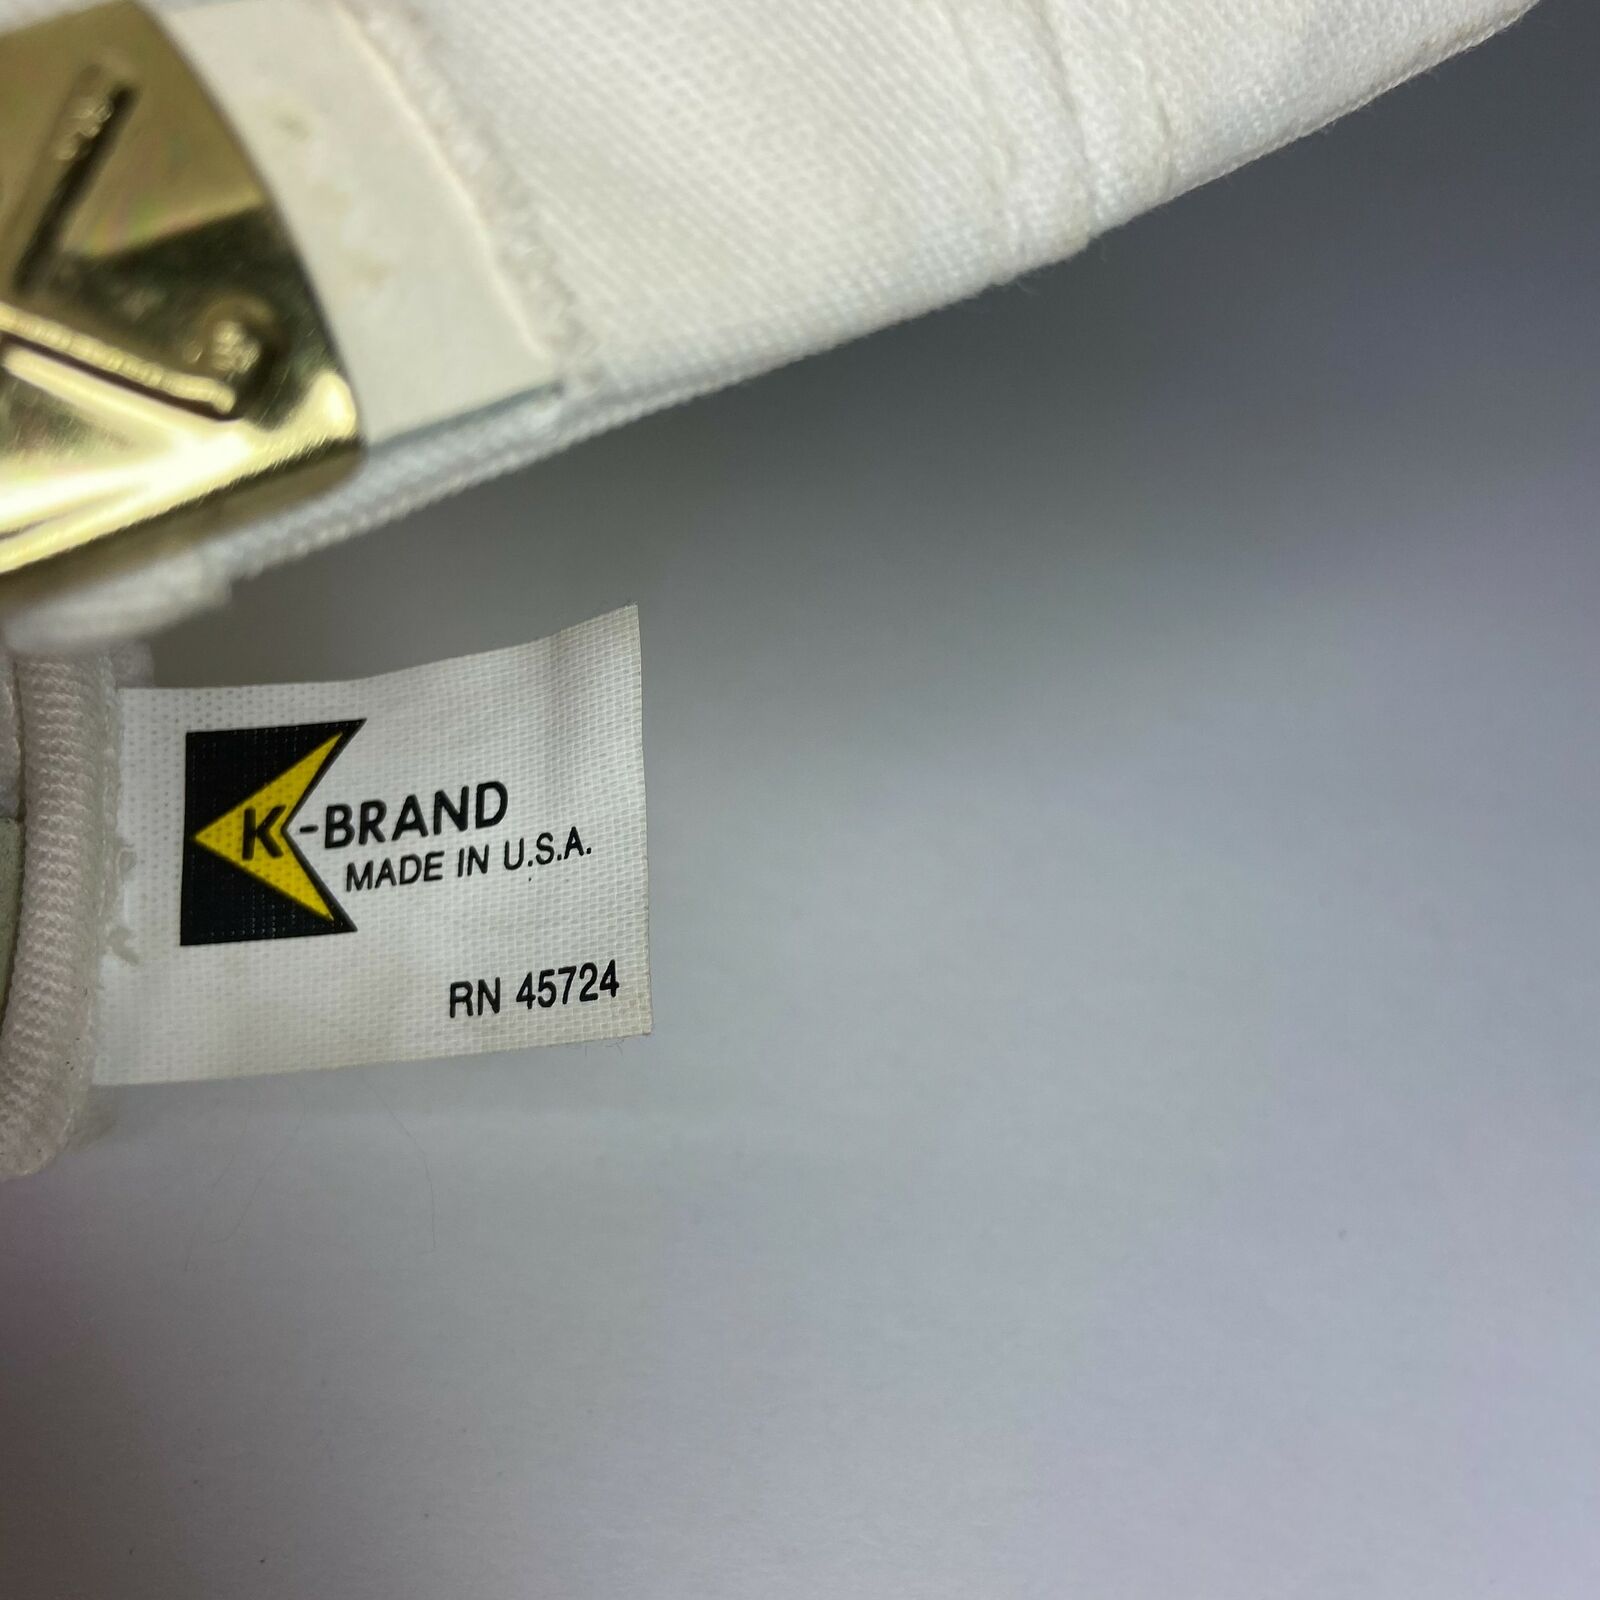 K-BRAND
MADE IN U.S.A.
RN 45724